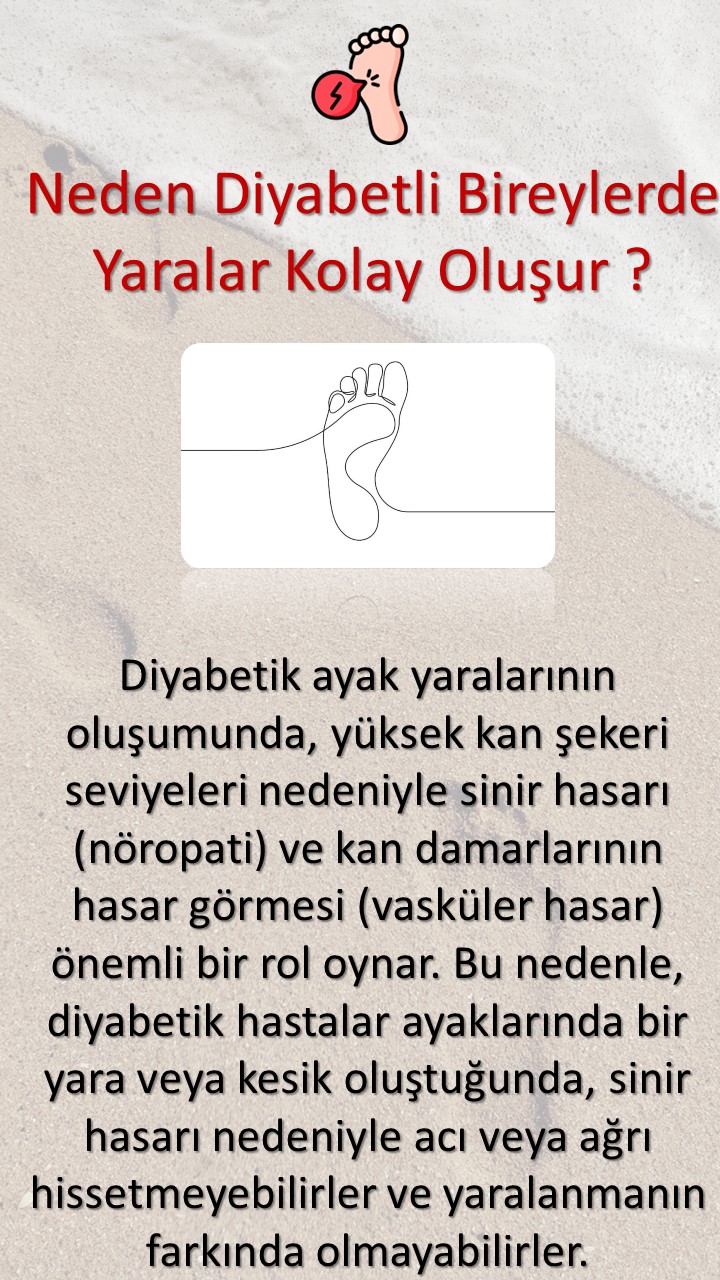 Neden Diyabetli Bireylerde
Yaralar Kolay Oluşur ?
Diyabetik ayak yaralarının
oluşumunda, yüksek kan şekeri
seviyeleri nedeniyle sinir hasarı
(nöropati) ve kan damarlarının
hasar görmesi (vasküler hasar)
önemli bir rol oynar. Bu nedenle,
diyabetik hastalar ayaklarında bir
yara veya kesik oluştuğunda, sinir
hasarı nedeniyle acı veya ağrı
hissetmeyebilirler ve yaralanmanın
farkında olmayabilirler.